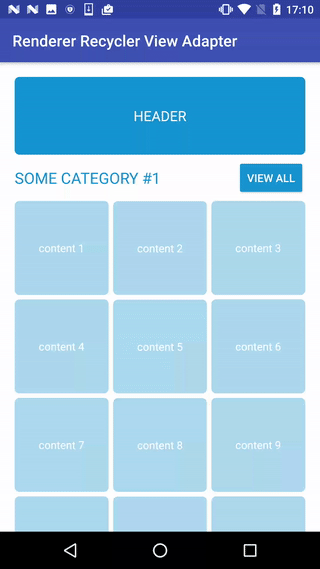 17:10
Renderer Recycler View Adapter
HEADER
SOME CATEGORY #1
VIEW ALL
content 1
content 2
content 3
content 4
content 5
content 6
content 7
content 8
content 9